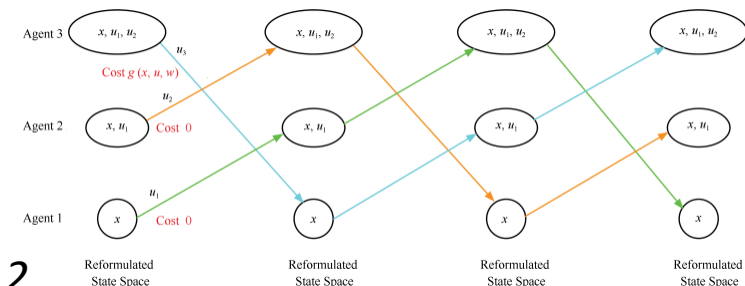 Agent 3
x, u1, u2
x, u1, u2
x, u1, u2
x, u1, u2
u3
Cost g (x, u, w)
u2
Agent 2
x, u1
Cost 0
x, u1
x, u1
x, u1
u1
Agent 1
x
Cost 0
x
x
x
Reformulated
State Space
Reformulated
State Space
Reformulated
State Space
Reformulated
State Space
2